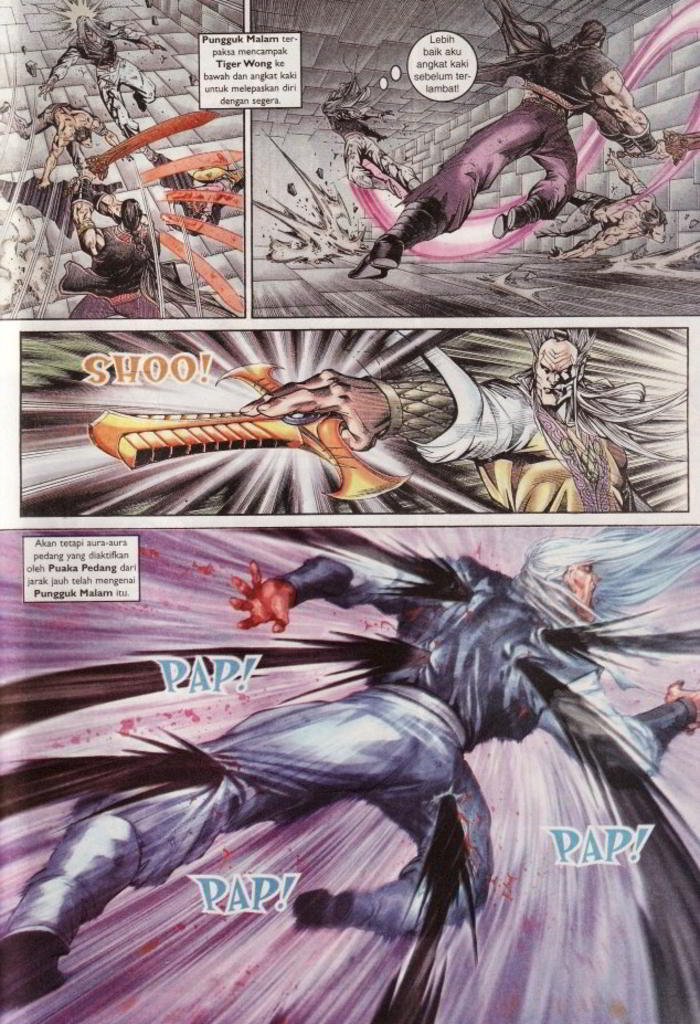 Pungguk Malam ter-
paksa mencampak
Tiger Wong ke
bawah dan angkat kaki
untuk melepaskan diri
dengan segera.
Lebih
baik aku
angkat kaki
sebelum ter-
lambat!
SHOO!
Akan tetapi aura-aura
pedang yang diaktifkan
oleh Puaka Pedang dari
jarak jauh telah mengenai
Pungguk Malam itu.
PAP!
PAP!
PAP!